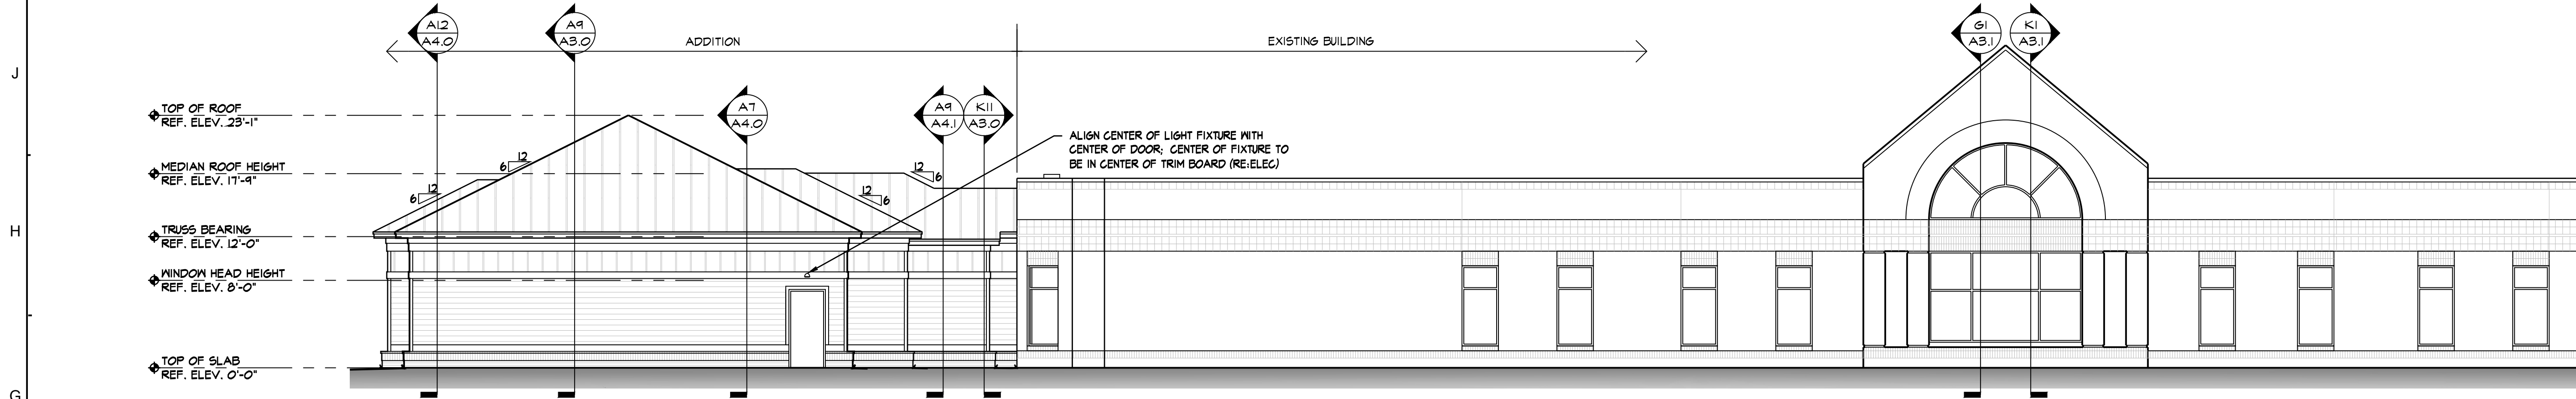 A12
A4.0
A9
A3.0
ADDITION
EXISTING BUILDING
G1
A3.1
K1
A3.1
J
TOP OF ROOF
REF. ELEV. 23'-1"
A7
A4.0
A9
A4.1
K11
A3.0
ALIGN CENTER OF LIGHT FIXTURE WITH
CENTER OF DOOR; CENTER OF FIXTURE TO
BE IN CENTER OF TRIM BOARD (RE:ELEC)
MEDIAN ROOF HEIGHT
REF. ELEV. 17'-9"
12
6
12
6
12
6
12
6
H
TRUSS BEARING
REF. ELEV. 12'-0"
WINDOW HEAD HEIGHT
REF. ELEV. 8'-0"
TOP OF SLAB
REF. ELEV. 0'-0"
G